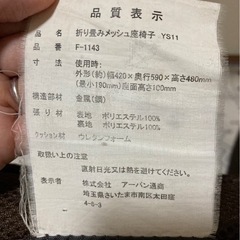 品質表示
品名 折り畳みメッシュ座椅子 YS11
品番 F-1143
寸法 使用時:
外形(約)幅420×奥行590×高さ480mm
(最小190mm)座面高さ100mm
構造部材 金属(鋼)
張り材 表地 ポリエステル100%
裏地 ポリエステル100%
クッション材 ウレタンフォーム
取扱い上の注意
直射日光又は熱を避けてください。
表示者 株式会社 アーバン通商
埼玉県さいたま市南区太田窪
4-6-3